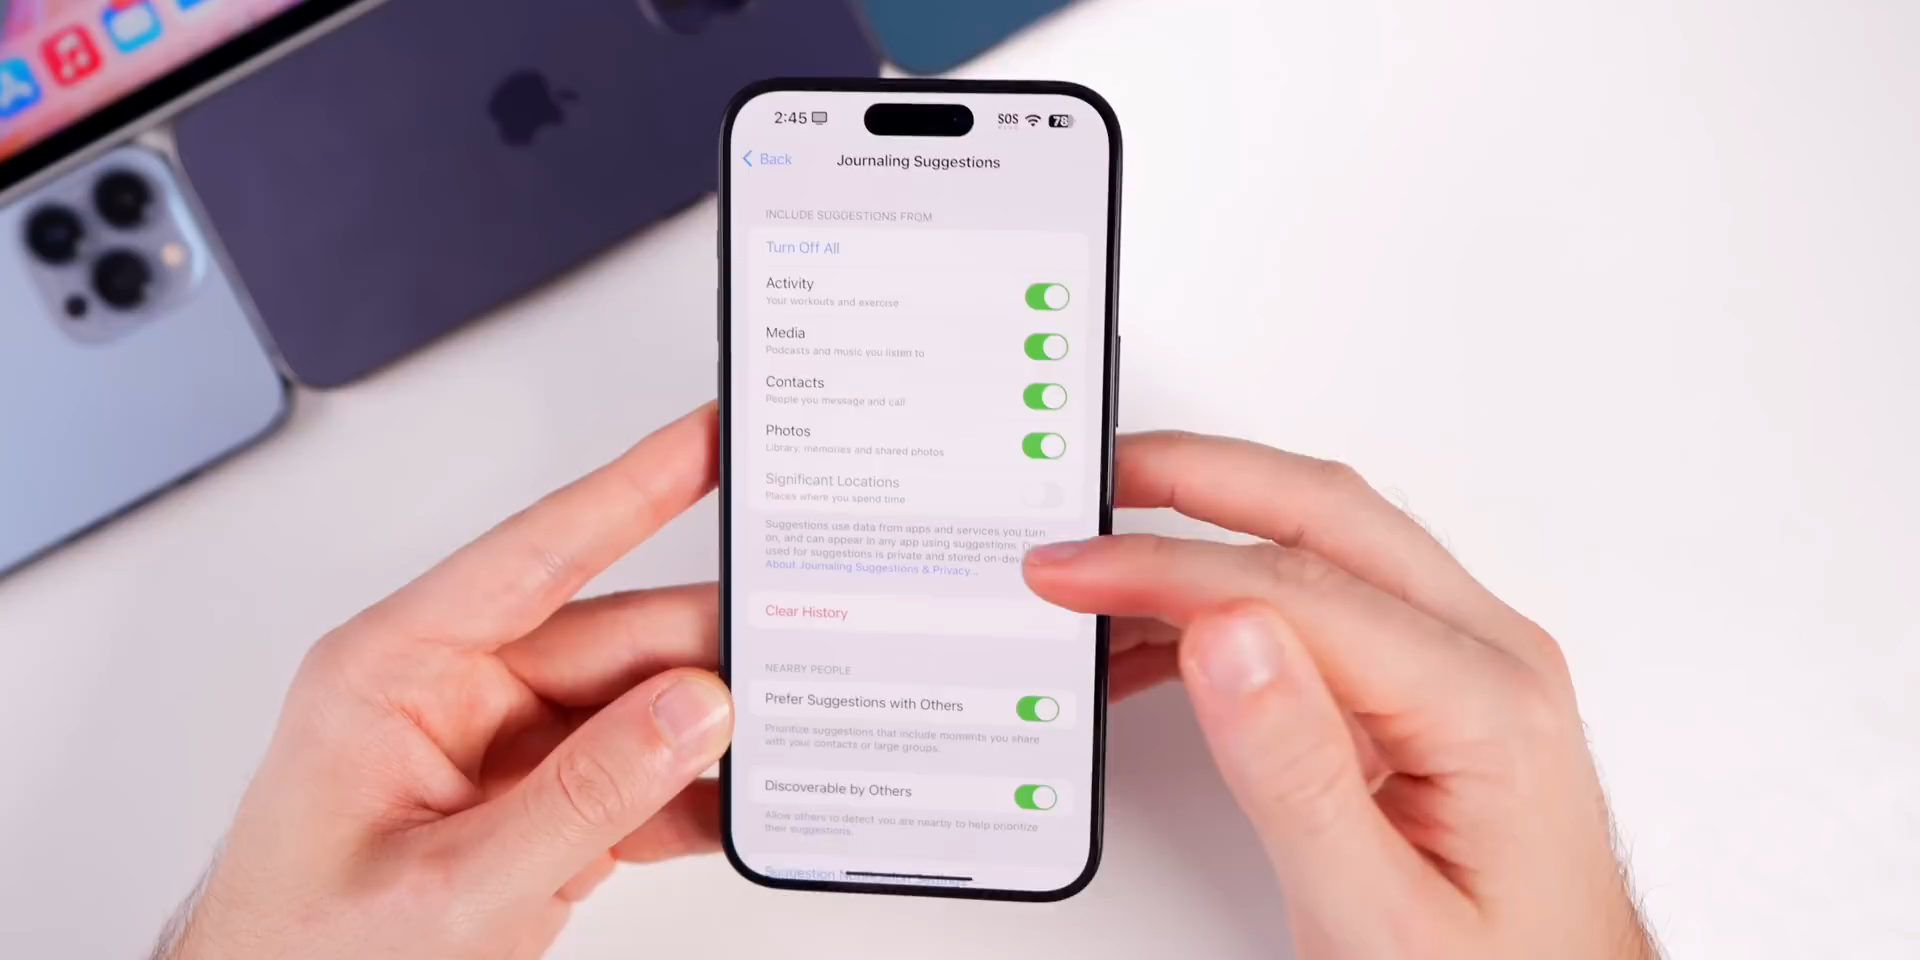 2:45
SOS
78
Back
Journaling Suggestions
INCLUDE SUGGESTIONS FROM
Turn Off All
Activity
Your workouts and exercise
Media
Podcasts and music you listen to
Contacts
People you message and call
Photos
Library, memories and shared photos
Significant Locations
Places where you spend time
Suggestions use data from apps and services you turn
on, and can appear in any app using suggestions.
used for suggestions is private and stored
About Journaling Suggestions & Privacy...
Clear History
NEARBY PEOPLE
Prefer Suggestions with Others
Prioritize suggestions that include moments you share
with your contacts or large groups.
Discoverable by Others
Allow others to detect you are nearby to help prioritize
their suggestions.
Suggestion Notification Settings